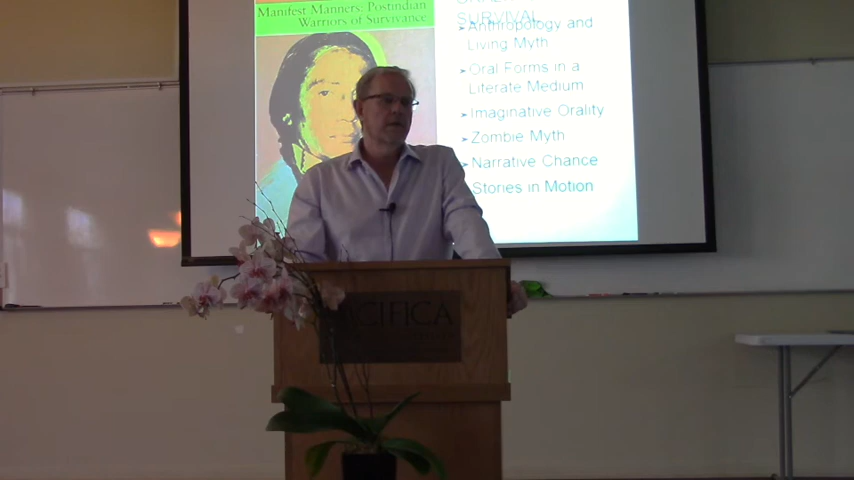 Manifest Manners: Postindian
Warriors of Survivance
SURVIVAL
Anthropology and
Living Myth
Oral Forms in a
Literate Medium
Imaginative Orality
Zombie Myth
Narrative Chance
Stories in Motion
PACIFICA